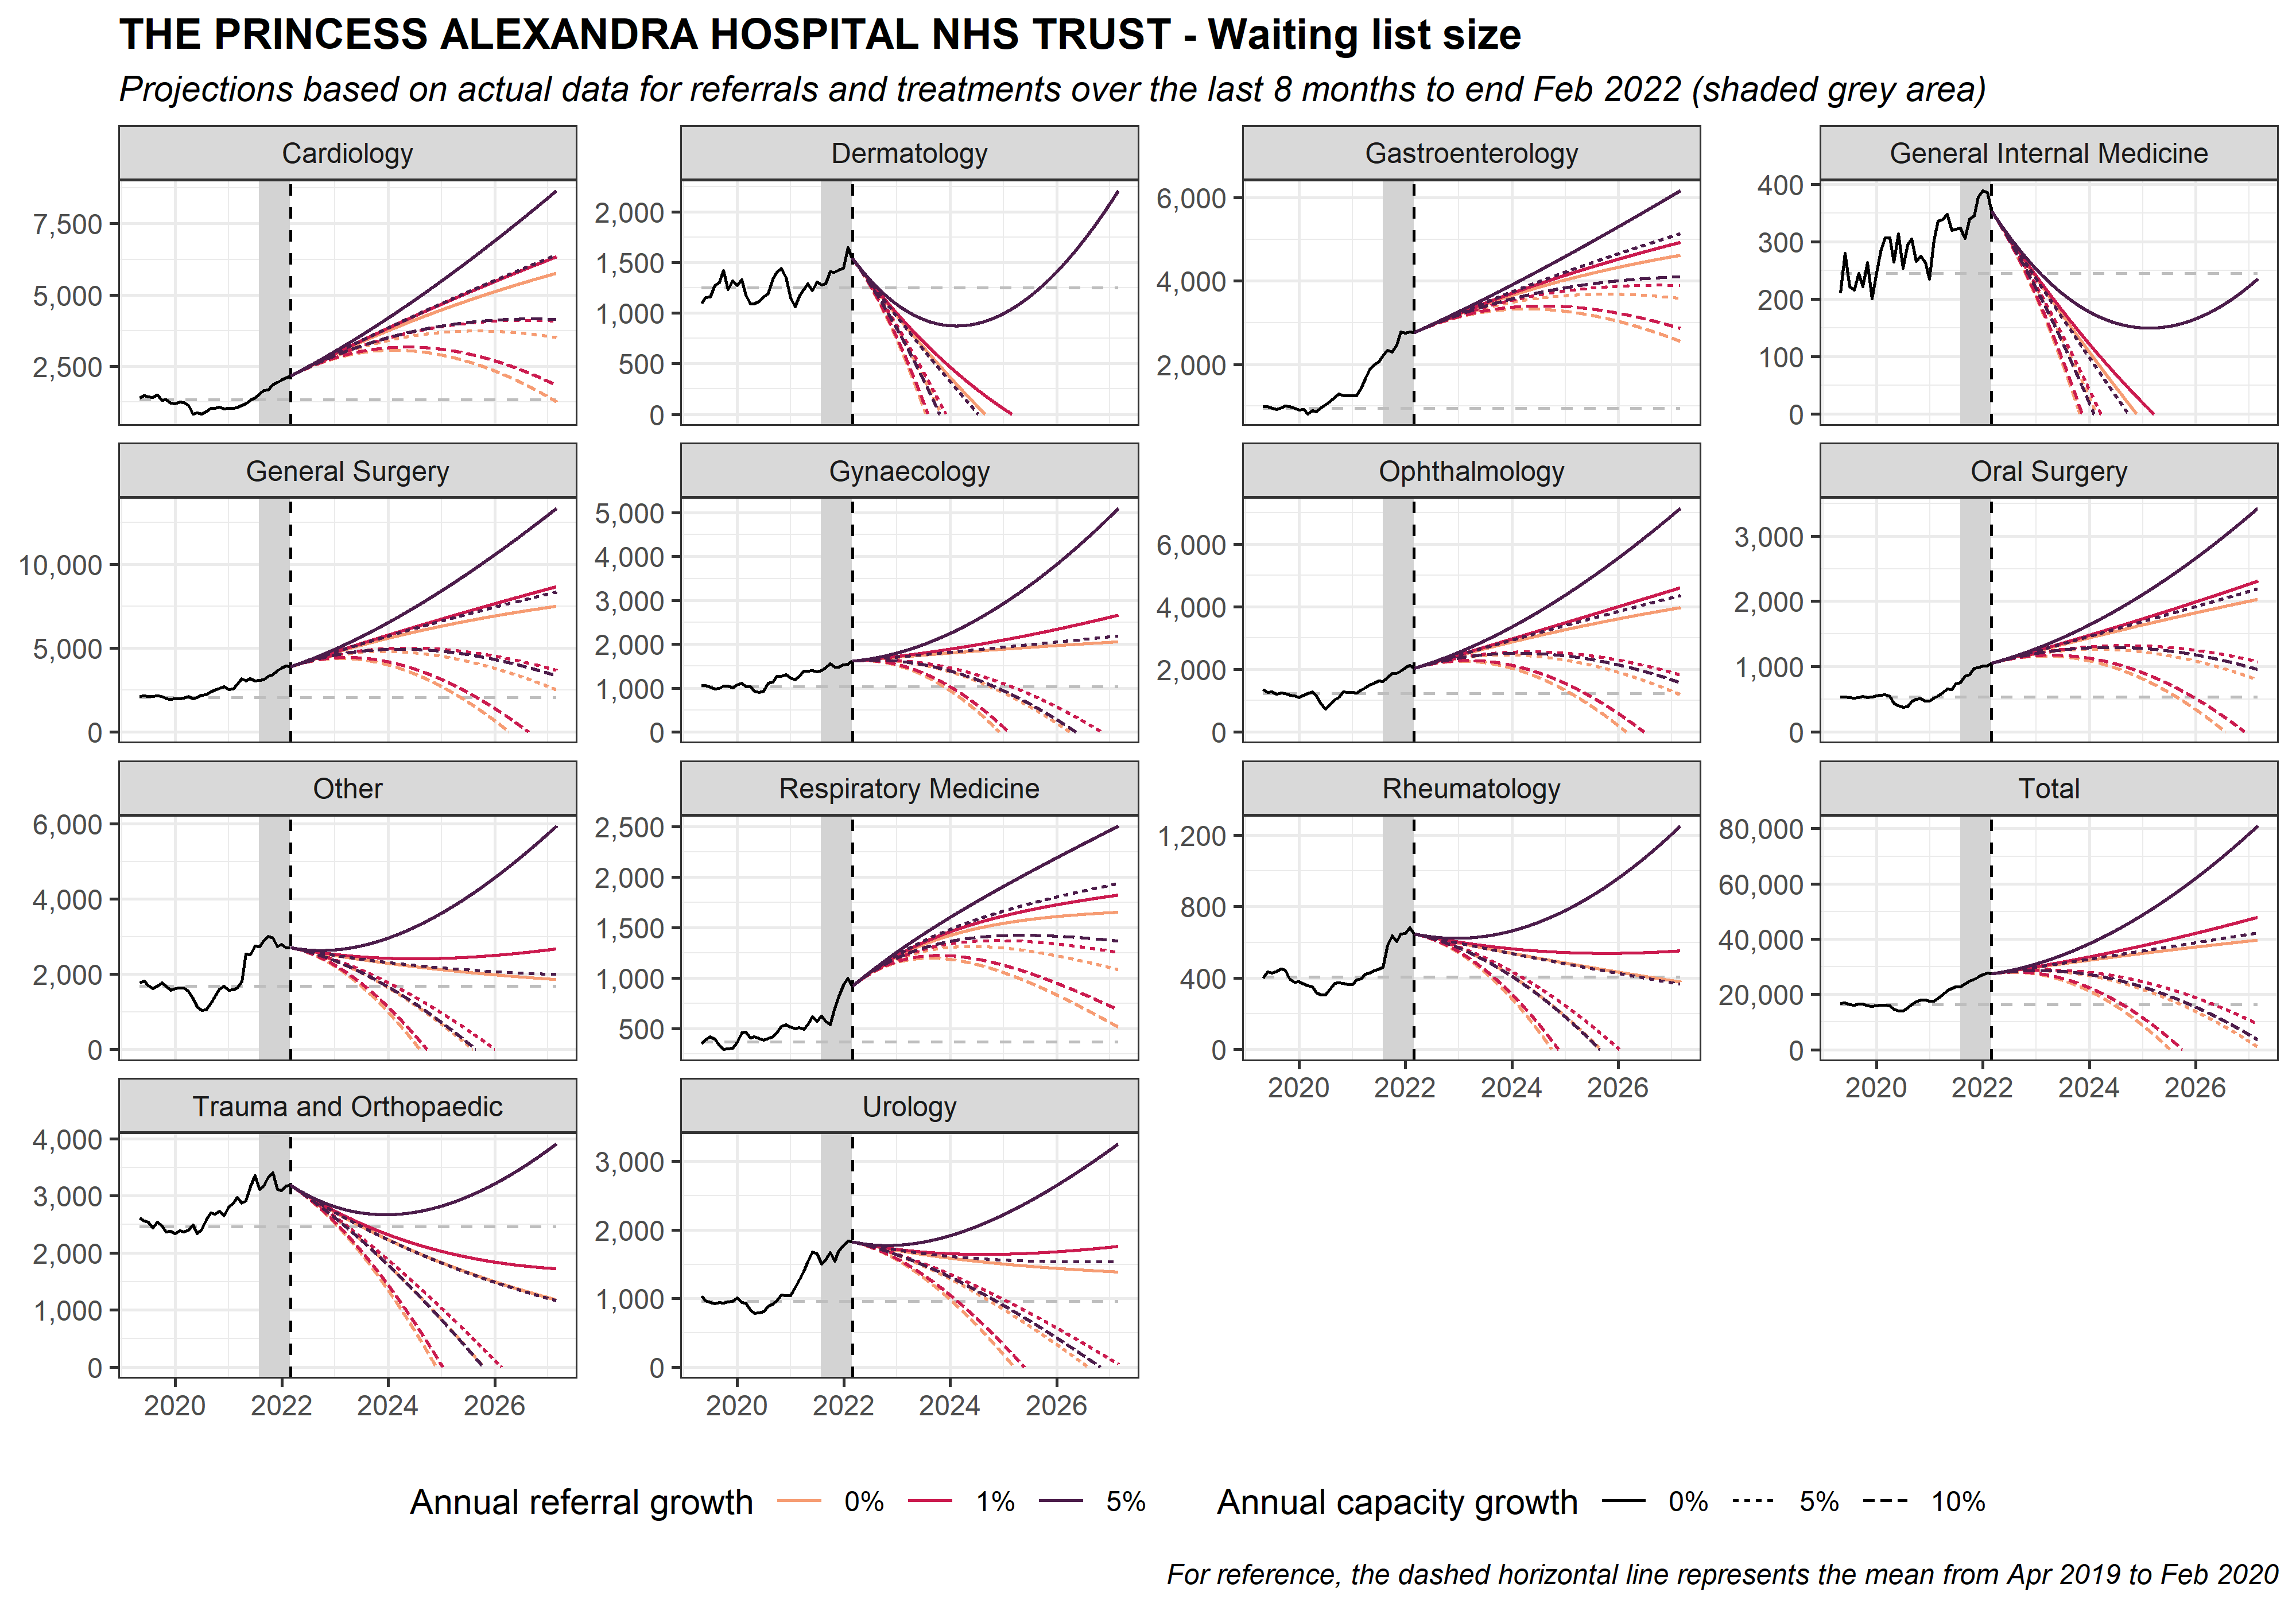 THE PRINCESS ALEXANDRA HOSPITAL NHS TRUST - Waiting list size
Projections based on actual data for referrals and treatments over the last 8 months to end Feb 2022 (shaded grey area)
Cardiology
7,500
5,000
2,500
Dermatology
2,000
1,500
1,000
500
0
Gastroenterology
6,000
4,000
2,000
General Internal Medicine
400
300
200
100
0
General Surgery
10,000
5,000
0
Gynaecology
5,000
4,000
3,000
2,000
1,000
0
Ophthalmology
6,000
4,000
2,000
0
Oral Surgery
3,000
2,000
1,000
0
Other
6,000
4,000
2,000
0
Respiratory Medicine
2,500
2,000
1,500
1,000
500
Rheumatology
1,200
800
400
0
2020 2022 2024 2026
Total
80,000
60,000
40,000
20,000
0
2020 2022 2024 2026
Trauma and Orthopaedic
4,000
3,000
2,000
1,000
0
2020 2022 2024 2026
Urology
3,000
2,000
1,000
0
2020 2022 2024 2026
Annual referral growth 0% 1% 5% Annual capacity growth 0% 5% 10%
For reference, the dashed horizontal line represents the mean from Apr 2019 to Feb 2020